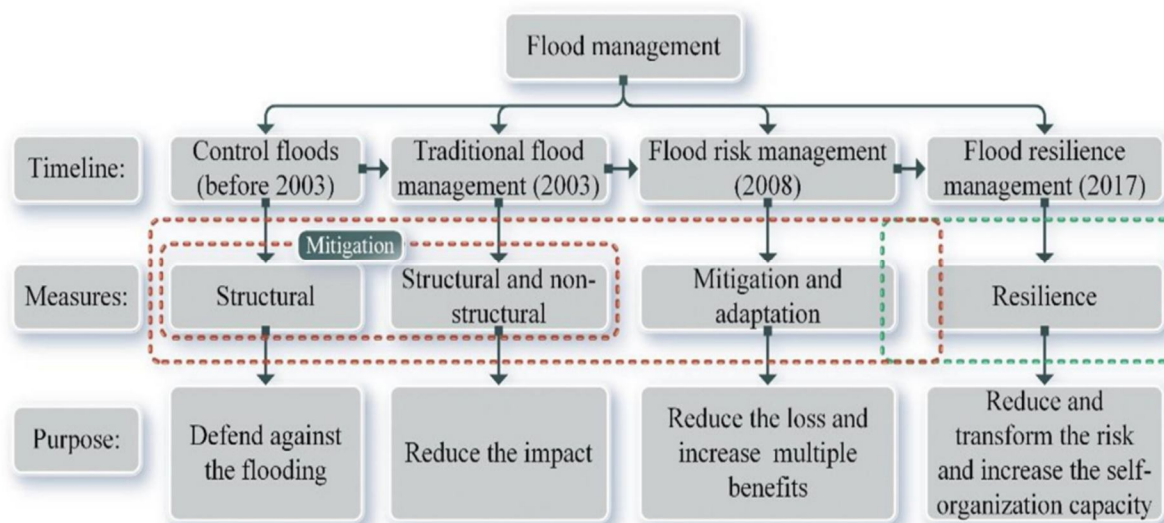 Flood management
Timeline:
Control floods
(before 2003)
Traditional flood
management (2003)
Flood risk management
(2008)
Flood resilience
management (2017)
Mitigation
Measures:
Structural
Structural and non-
structural
Mitigation and
adaptation
Resilience
Purpose:
Defend against
the flooding
Reduce the impact
Reduce the loss and
increase multiple
benefits
Reduce and
transform the risk
and increase the self-
organization capacity